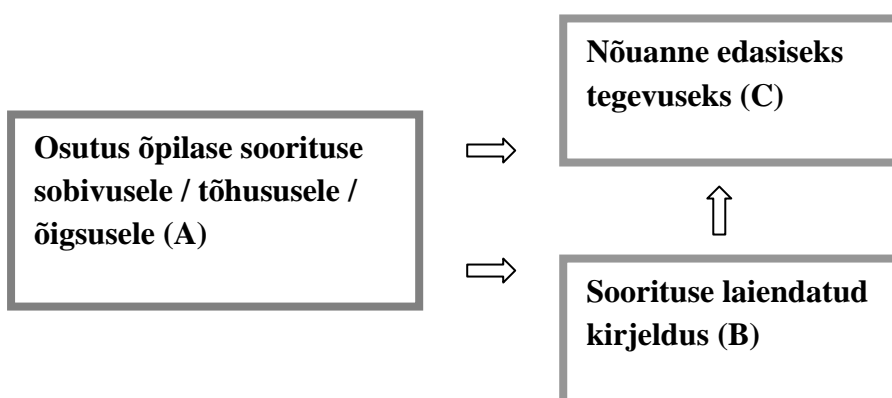 Nõuanne edasiseks
tegevuseks (C)
Osutus õpilase soorituse
sobivusele / tõhususele /
õigsusele (A)
Soorituse laiendatud
kirjeldus (B)